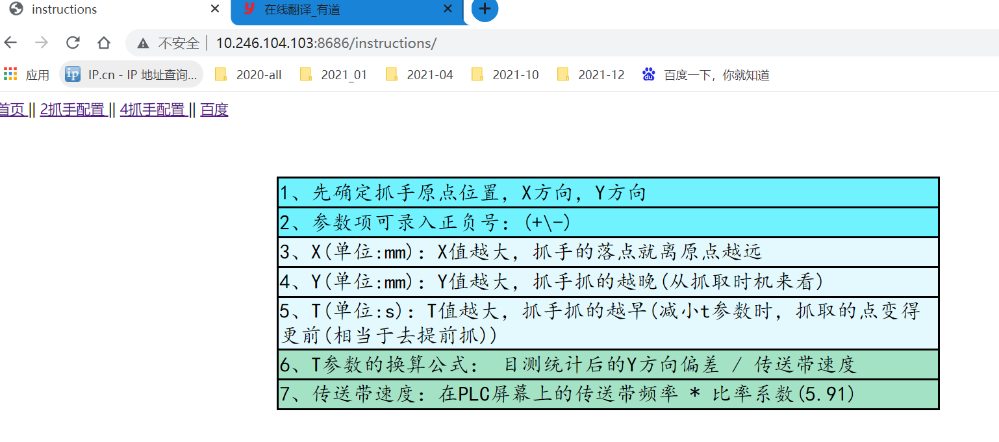 instructions
在线翻译_有道
不安全 10.246.104.103:8686/instructions/
应用 IP.cn - IP 地址查询... 2020-all 2021_01 2021-04 2021-10 2021-12 百度一下，你就知道
首页 || 2抓手配置 || 4抓手配置 || 百度
1、先确定抓手原点位置，X方向，Y方向
2、参数项可录入正负号：(+\-)
3、X(单位:mm)：X值越大，抓手的落点就离原点越远
4、Y(单位:mm)：Y值越大，抓手抓的越晚(从抓取时机来看)
5、T(单位:s)：T值越大，抓手抓的越早(减小t参数时，抓取的点变得
更前(相当于去提前抓))
6、T参数的换算公式： 目测统计后的Y方向偏差 / 传送带速度
7、传送带速度：在PLC屏幕上的传送带频率 * 比率系数(5.91)